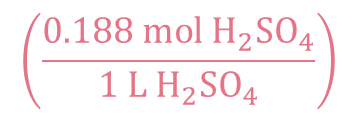 (0.188 mol H₂SO₄
1 L H₂SO₄)